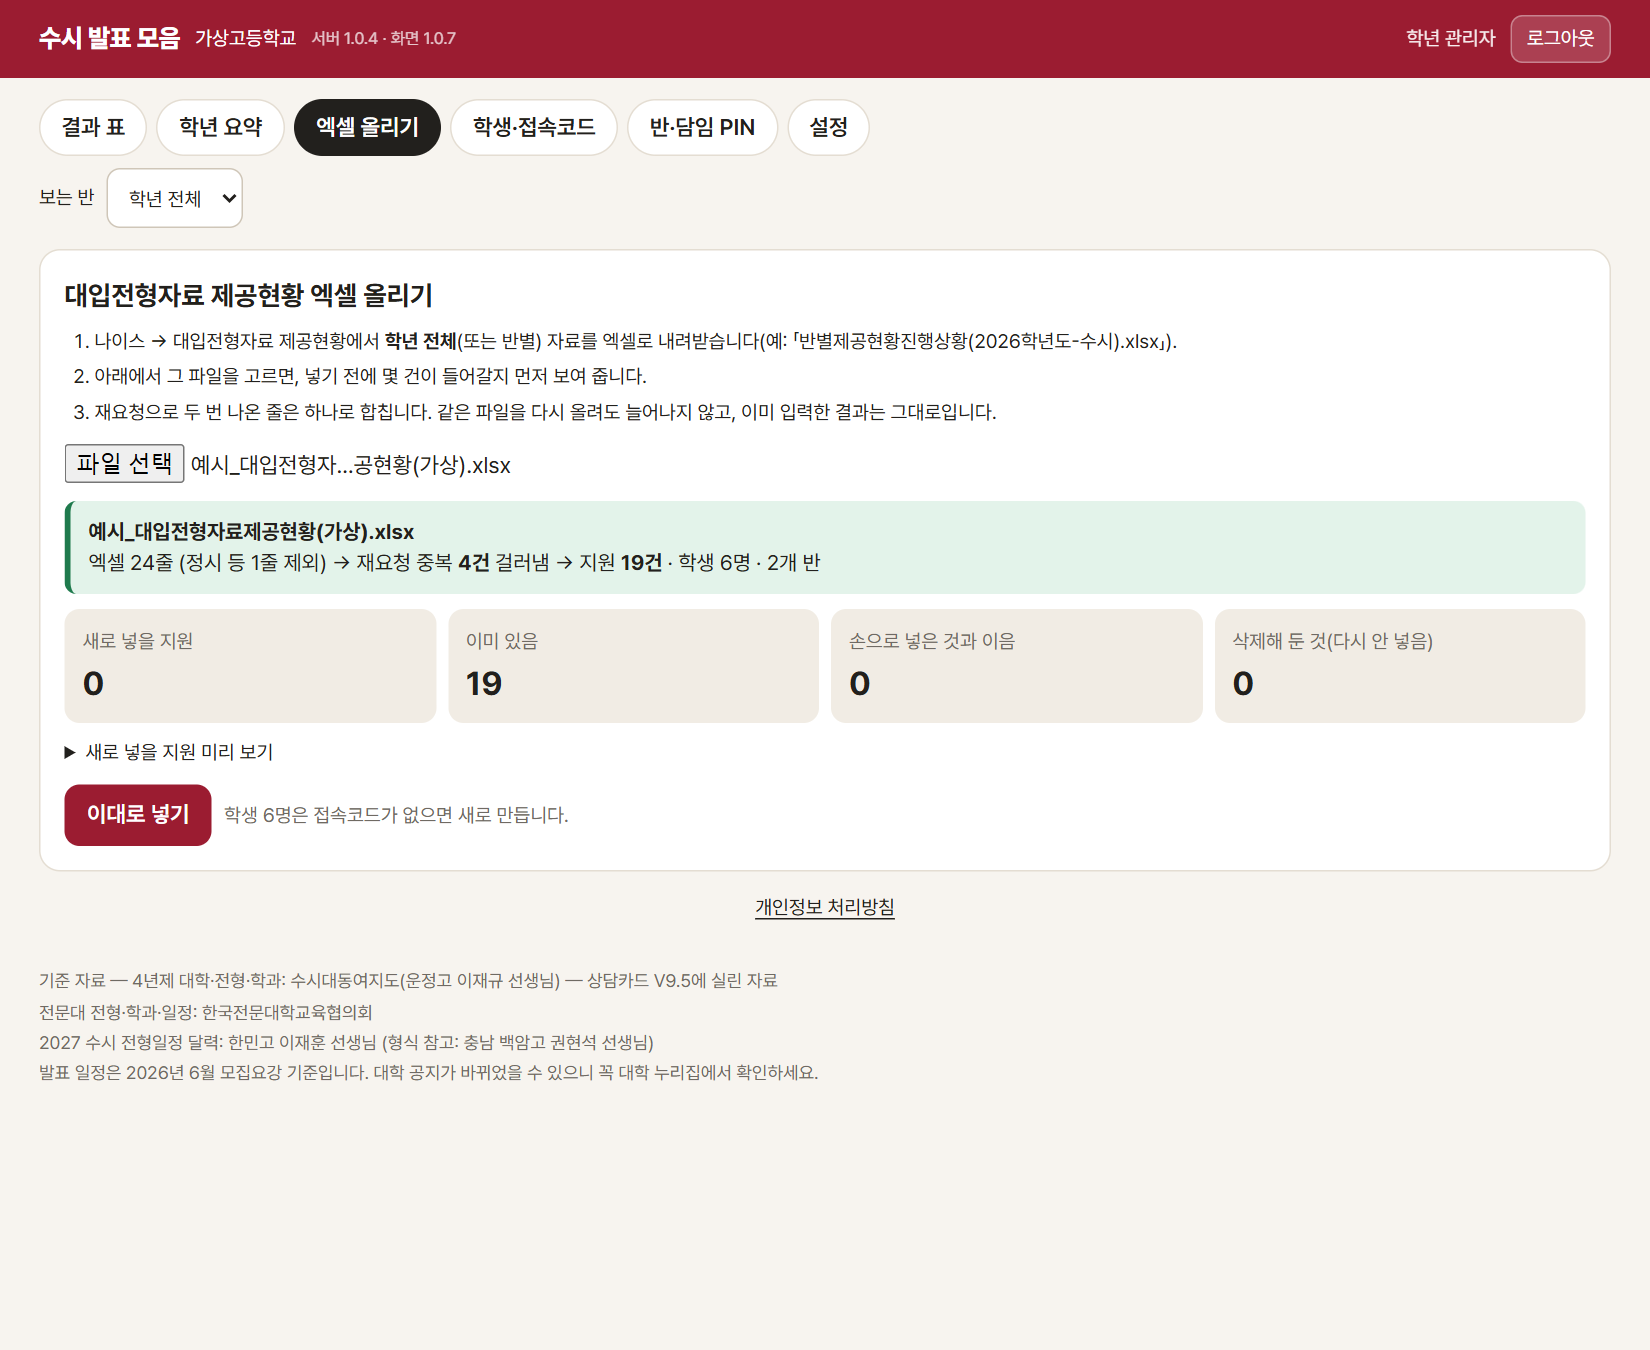 수시 발표 모음 가상고등학교 서버 1.0.4 · 화면 1.0.7 학년 관리자 로그아웃
결과 표 학년 요약 엑셀 올리기 학생·접속코드 반·담임 PIN 설정
보는 반 학년 전체
대입전형자료 제공현황 엑셀 올리기
1. 나이스 → 대입전형자료 제공현황에서 학년 전체(또는 반별) 자료를 엑셀로 내려받습니다(예: 「반별제공현황진행상황(2026학년도-수시).xlsx」).
2. 아래에서 그 파일을 고르면, 넣기 전에 몇 건이 들어갈지 먼저 보여 줍니다.
3. 재요청으로 두 번 나온 줄은 하나로 합칩니다. 같은 파일을 다시 올려도 늘어나지 않고, 이미 입력한 결과는 그대로입니다.
파일 선택 예시_대입전형자...공현황(가상).xlsx
예시_대입전형자료제공현황(가상).xlsx
엑셀 24줄 (정시 등 1줄 제외) → 재요청 중복 4건 걸러냄 → 지원 19건 · 학생 6명 · 2개 반
새로 넣을 지원 이미 있음 손으로 넣은 것과 이음 삭제해 둔 것(다시 안 넣음)
0 19 0 0
▶ 새로 넣을 지원 미리 보기
이대로 넣기 학생 6명은 접속코드가 없으면 새로 만듭니다.
개인정보 처리방침
기준 자료 — 4년제 대학·전형·학과: 수시대동여지도(운정고 이재규 선생님) — 상담카드 V9.5에 실린 자료
전문대 전형·학과·일정: 한국전문대학교육협의회
2027 수시 전형일정 달력: 한민고 이재훈 선생님 (형식 참고: 충남 백암고 권현석 선생님)
발표 일정은 2026년 6월 모집요강 기준입니다. 대학 공지가 바뀌었을 수 있으니 꼭 대학 누리집에서 확인하세요.